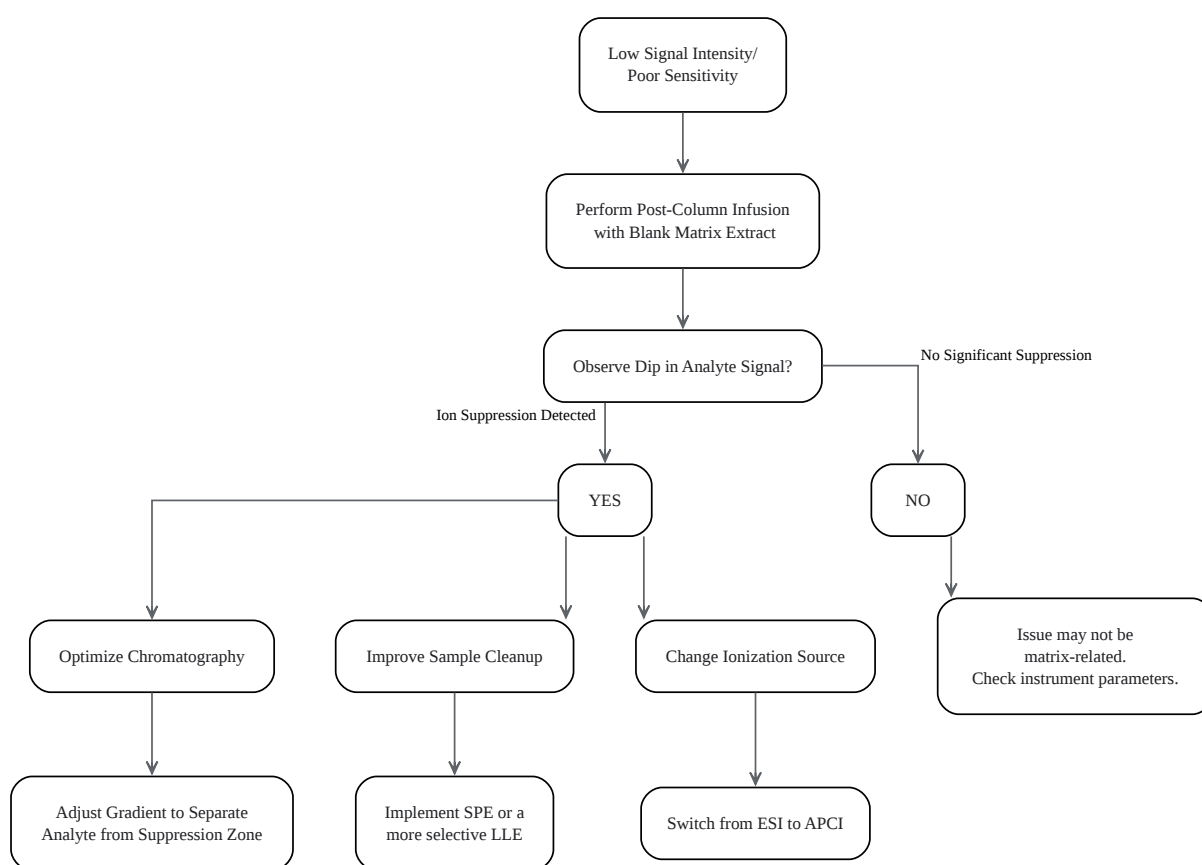 Low Signal Intensity/
Poor Sensitivity
Perform Post-Column Infusion
with Blank Matrix Extract
Observe Dip in Analyte Signal?
No Significant Suppression
Ion Suppression Detected
YES
NO
Optimize Chromatography
Improve Sample Cleanup
Change Ionization Source
Issue may not be
matrix-related.
Check instrument parameters.
Adjust Gradient to Separate
Analyte from Suppression Zone
Implement SPE or a
more selective LLE
Switch from ESI to APCI